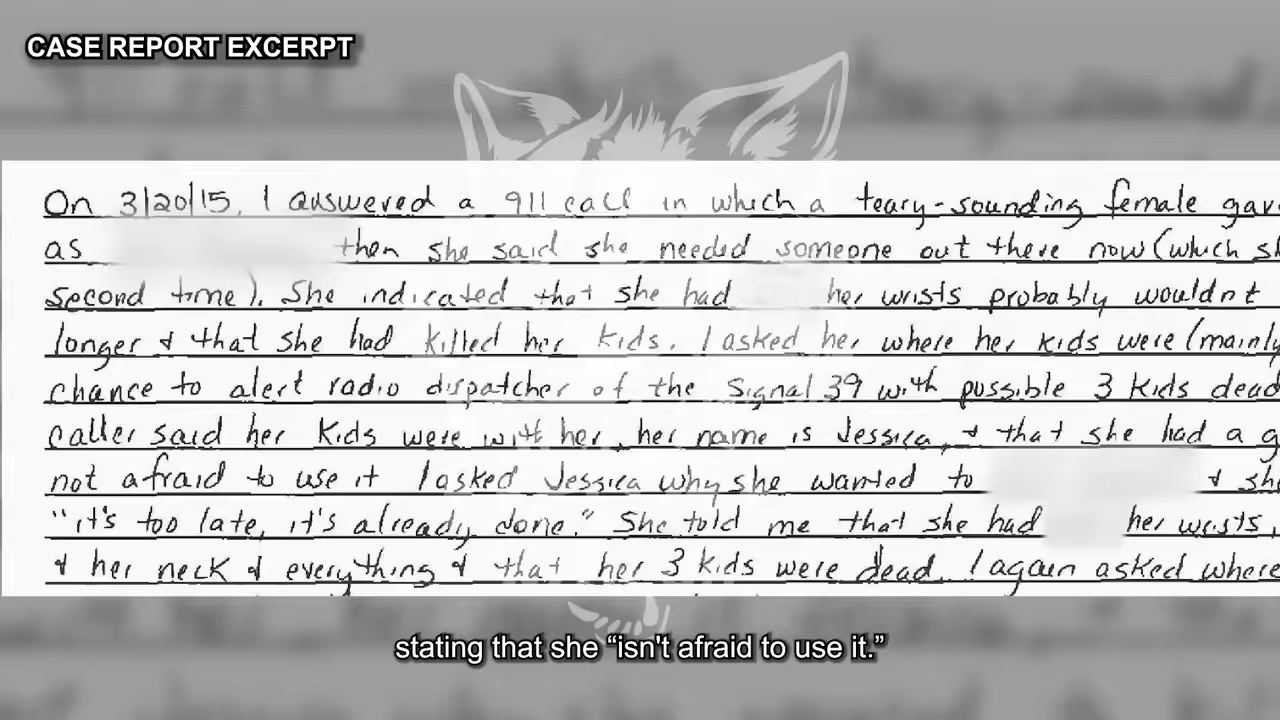 CASE REPORT EXCERPT
On 3/20/15, I answered a 911 call in which a teary-sounding female gav
as then she said she needed someone out there now (which sh
second time). She indicated that she had her wrists probably wouldnt
longer & that she had killed her kids. I asked her where her kids were (mainly
chance to alert radio dispatcher of the Signal 39 with possible 3 kids dead
caller said her kids were with her, her name is Jessica, & that she had a g
not afraid to use it I asked Jessica why she wanted to & she
"it's too late, it's already done." She told me that she had her wrists,
& her neck & everything & that her 3 kids were dead. I again asked where
stating that she “isn't afraid to use it.”